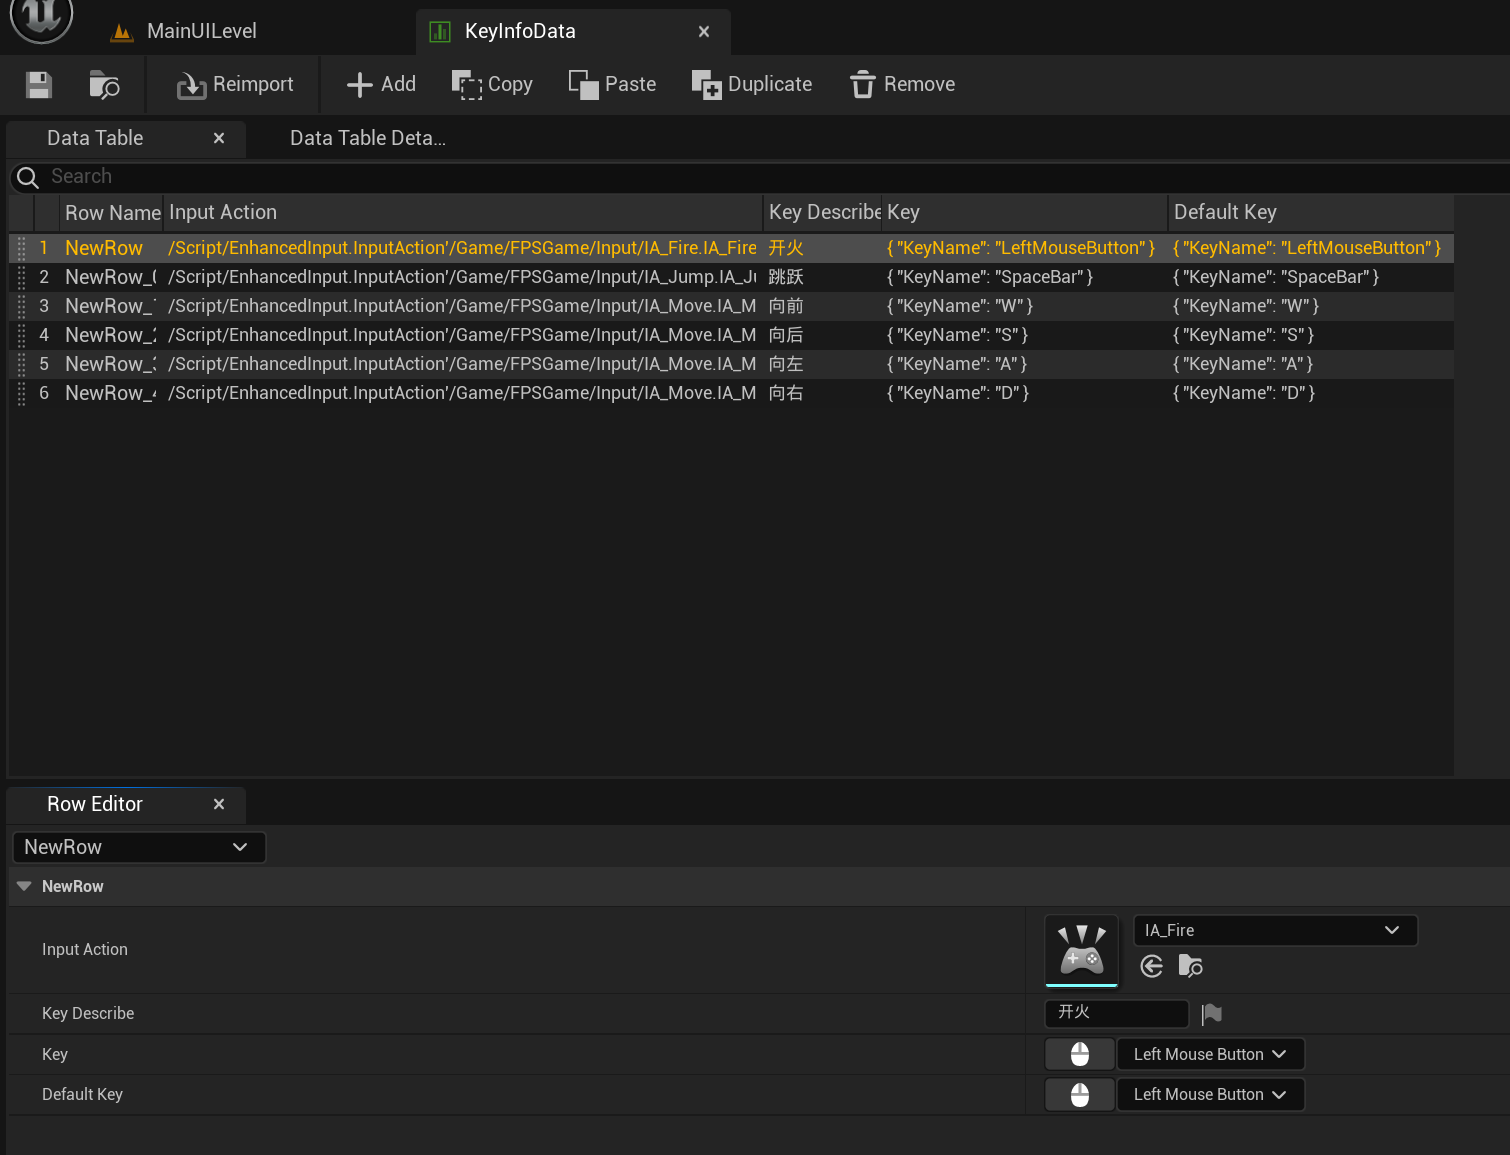 MainUILevel
KeyInfoData
Reimport
Add
Copy
Paste
Duplicate
Remove
Data Table
Data Table Deta...
Search
Row Name Input Action Key Describe Key Default Key
1 NewRow /Script/EnhancedInput.InputAction'/Game/FPSGame/Input/IA_Fire.IA_Fire 开火 { "KeyName": "LeftMouseButton" } { "KeyName": "LeftMouseButton" }
2 NewRow_ /Script/EnhancedInput.InputAction'/Game/FPSGame/Input/IA_Jump.IA_Ju 跳跃 { "KeyName": "SpaceBar" } { "KeyName": "SpaceBar" }
3 NewRow_ /Script/EnhancedInput.InputAction'/Game/FPSGame/Input/IA_Move.IA_M 向前 { "KeyName": "W" } { "KeyName": "W" }
4 NewRow_ /Script/EnhancedInput.InputAction'/Game/FPSGame/Input/IA_Move.IA_M 向后 { "KeyName": "S" } { "KeyName": "S" }
5 NewRow_ /Script/EnhancedInput.InputAction'/Game/FPSGame/Input/IA_Move.IA_M 向左 { "KeyName": "A" } { "KeyName": "A" }
6 NewRow_ /Script/EnhancedInput.InputAction'/Game/FPSGame/Input/IA_Move.IA_M 向右 { "KeyName": "D" } { "KeyName": "D" }
Row Editor
NewRow
NewRow
Input Action
IA_Fire
Key Describe 开火
Key Left Mouse Button
Default Key Left Mouse Button